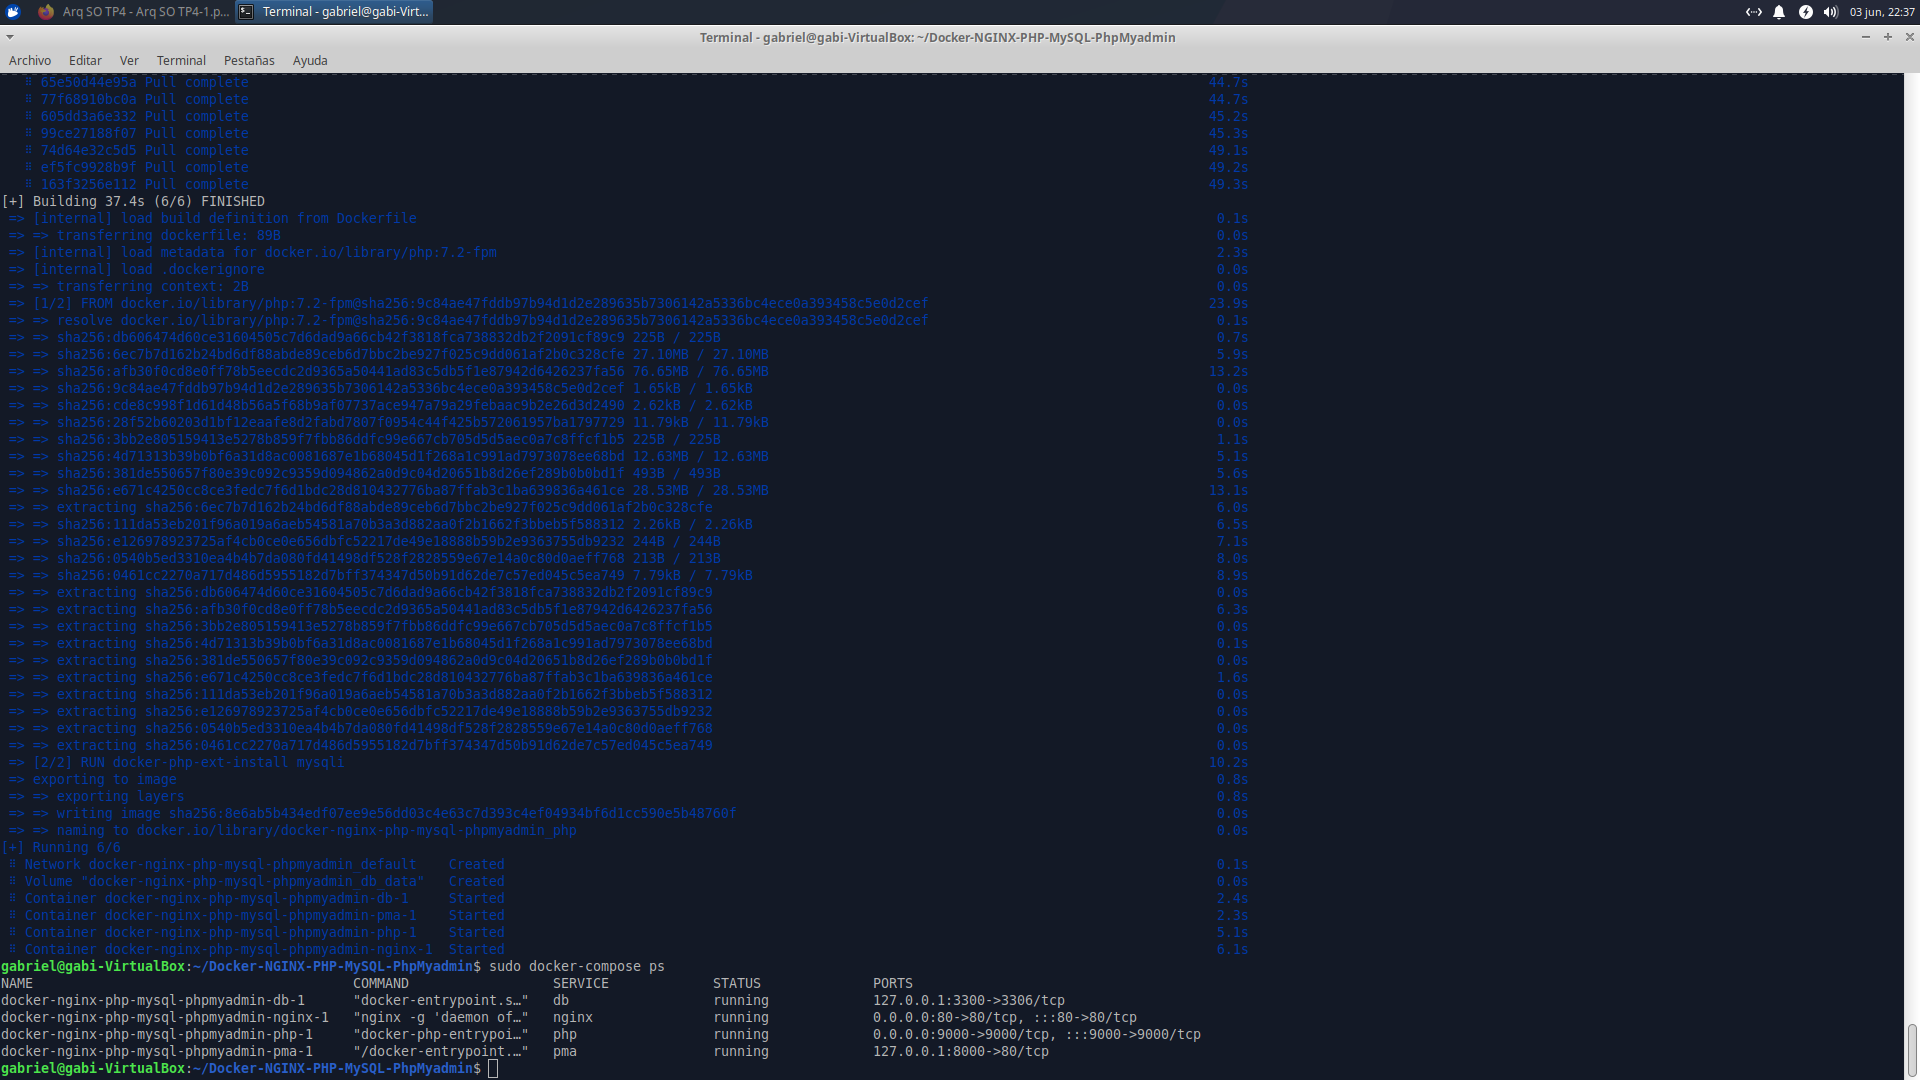 Arq SO TP4 - Arq SO TP4-1.p...
Terminal - gabriel@gabi-Virt...
03 jun, 22:37
Terminal - gabriel@gabi-VirtualBox: ~/Docker-NGINX-PHP-MySQL-PhpMyadmin
Archivo Editar Ver Terminal Pestañas Ayuda
⠿ 65e50d44e95a Pull complete 44.7s
⠿ 77f68910bc0a Pull complete 44.7s
⠿ 605dd3a6e332 Pull complete 45.2s
⠿ 99ce27188f07 Pull complete 45.3s
⠿ 74d64e32c5d5 Pull complete 49.1s
⠿ ef5fc9928b9f Pull complete 49.2s
⠿ 163f3256e112 Pull complete 49.3s
[+] Building 37.4s (6/6) FINISHED
=> [internal] load build definition from Dockerfile 0.1s
=> => transferring dockerfile: 89B 0.0s
=> [internal] load metadata for docker.io/library/php:7.2-fpm 2.3s
=> [internal] load .dockerignore 0.0s
=> => transferring context: 2B 0.0s
=> [1/2] FROM docker.io/library/php:7.2-fpm@sha256:9c84ae47fddb97b94d1d2e289635b7306142a5336bc4ece0a393458c5e0d2cef 23.9s
=> => resolve docker.io/library/php:7.2-fpm@sha256:9c84ae47fddb97b94d1d2e289635b7306142a5336bc4ece0a393458c5e0d2cef 0.1s
=> => sha256:db606474d60ce31604505c7d6dad9a66cb42f3818fca738832db2f2091cf89c9 225B / 225B 0.7s
=> => sha256:6ec7b7d162b24bd6df88abde89ceb6d7bbc2be927f025c9dd061af2b0c328cfe 27.10MB / 27.10MB 5.9s
=> => sha256:afb30f0cd8e0ff78b5eecdc2d9365a50441ad83c5db5f1e87942d6426237fa56 76.65MB / 76.65MB 13.2s
=> => sha256:9c84ae47fddb97b94d1d2e289635b7306142a5336bc4ece0a393458c5e0d2cef 1.65kB / 1.65kB 0.0s
=> => sha256:cde8c998f1d61d48b56a5f68b9af07737ace947a79a29febaac9b2e26d3d2490 2.62kB / 2.62kB 0.0s
=> => sha256:28f52b60203d1bf12eaafe8d2fabd7807f0954c44f425b572061957ba1797729 11.79kB / 11.79kB 0.0s
=> => sha256:3bb2e805159413e5278b859f7fbb86ddfc99e667cb705d5d5aec0a7c8ffcf1b5 225B / 225B 1.1s
=> => sha256:4d71313b39b0bf6a31d8ac0081687e1b68045d1f268a1c991ad7973078ee68bd 12.63MB / 12.63MB 5.1s
=> => sha256:381de550657f80e39c092c9359d094862a0d9c04d20651b8d26ef289b0b0bd1f 493B / 493B 5.6s
=> => sha256:e671c4250cc8ce3fedc7f6d1bdc28d810432776ba87ffab3c1ba639836a461ce 28.53MB / 28.53MB 13.1s
=> => extracting sha256:6ec7b7d162b24bd6df88abde89ceb6d7bbc2be927f025c9dd061af2b0c328cfe 6.0s
=> => sha256:111da53eb201f96a019a6aeb54581a70b3a3d882aa0f2b1662f3bbeb5f588312 2.26kB / 2.26kB 6.5s
=> => sha256:e126978923725af4cb0ce0e656dbfc52217de49e18888b59b2e9363755db9232 244B / 244B 7.1s
=> => sha256:0540b5ed3310ea4b4b7da080fd41498df528f2828559e67e14a0c80d0aeff768 213B / 213B 8.0s
=> => sha256:0461cc2270a717d486d5955182d7bff374347d50b91d62de7c57ed045c5ea749 7.79kB / 7.79kB 8.9s
=> => extracting sha256:db606474d60ce31604505c7d6dad9a66cb42f3818fca738832db2f2091cf89c9 0.0s
=> => extracting sha256:afb30f0cd8e0ff78b5eecdc2d9365a50441ad83c5db5f1e87942d6426237fa56 6.3s
=> => extracting sha256:3bb2e805159413e5278b859f7fbb86ddfc99e667cb705d5d5aec0a7c8ffcf1b5 0.0s
=> => extracting sha256:4d71313b39b0bf6a31d8ac0081687e1b68045d1f268a1c991ad7973078ee68bd 0.1s
=> => extracting sha256:381de550657f80e39c092c9359d094862a0d9c04d20651b8d26ef289b0b0bd1f 0.0s
=> => extracting sha256:e671c4250cc8ce3fedc7f6d1bdc28d810432776ba87ffab3c1ba639836a461ce 1.6s
=> => extracting sha256:111da53eb201f96a019a6aeb54581a70b3a3d882aa0f2b1662f3bbeb5f588312 0.0s
=> => extracting sha256:e126978923725af4cb0ce0e656dbfc52217de49e18888b59b2e9363755db9232 0.0s
=> => extracting sha256:0540b5ed3310ea4b4b7da080fd41498df528f2828559e67e14a0c80d0aeff768 0.0s
=> => extracting sha256:0461cc2270a717d486d5955182d7bff374347d50b91d62de7c57ed045c5ea749 0.0s
=> [2/2] RUN docker-php-ext-install mysqli 10.2s
=> exporting to image 0.8s
=> => exporting layers 0.8s
=> => writing image sha256:8e6ab5b434edf07ee9e56dd03c4e63c7d393c4ef04934bf6d1cc590e5b48760f 0.0s
=> => naming to docker.io/library/docker-nginx-php-mysql-phpmyadmin_php 0.0s
[+] Running 6/6
⠿ Network docker-nginx-php-mysql-phpmyadmin_default Created 0.1s
⠿ Volume "docker-nginx-php-mysql-phpmyadmin_db_data" Created 0.0s
⠿ Container docker-nginx-php-mysql-phpmyadmin-db-1 Started 2.4s
⠿ Container docker-nginx-php-mysql-phpmyadmin-pma-1 Started 2.3s
⠿ Container docker-nginx-php-mysql-phpmyadmin-php-1 Started 5.1s
⠿ Container docker-nginx-php-mysql-phpmyadmin-nginx-1 Started 6.1s
gabriel@gabi-VirtualBox:~/Docker-NGINX-PHP-MySQL-PhpMyadmin$ sudo docker-compose ps
NAME COMMAND SERVICE STATUS PORTS
docker-nginx-php-mysql-phpmyadmin-db-1 "docker-entrypoint.s…" db running 127.0.0.1:3300->3306/tcp
docker-nginx-php-mysql-phpmyadmin-nginx-1 "nginx -g 'daemon of…" nginx running 0.0.0.0:80->80/tcp, :::80->80/tcp
docker-nginx-php-mysql-phpmyadmin-php-1 "docker-php-entrypoi…" php running 0.0.0.0:9000->9000/tcp, :::9000->9000/tcp
docker-nginx-php-mysql-phpmyadmin-pma-1 "/docker-entrypoint.…" pma running 127.0.0.1:8000->80/tcp
gabriel@gabi-VirtualBox:~/Docker-NGINX-PHP-MySQL-PhpMyadmin$